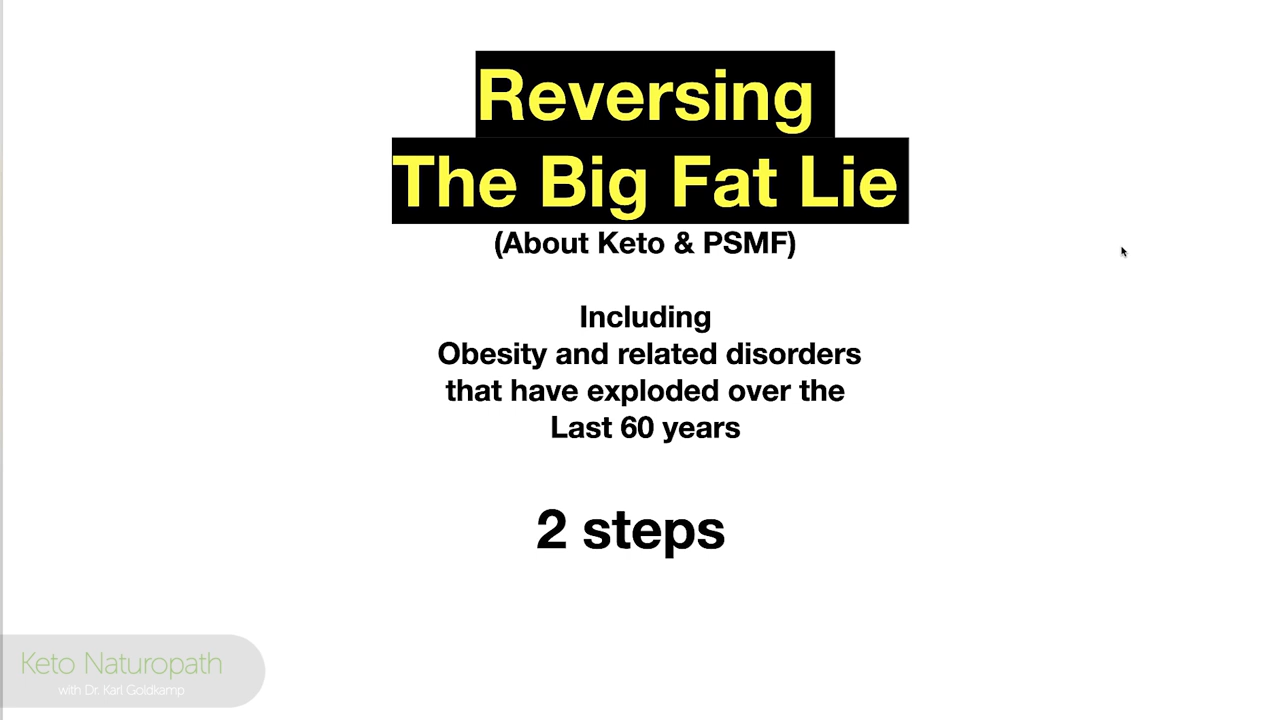 Reversing
The Big Fat Lie
(About Keto & PSMF)
Including
Obesity and related disorders
that have exploded over the
Last 60 years
2 steps
Keto Naturopath
with Dr. Karl Goldkamp